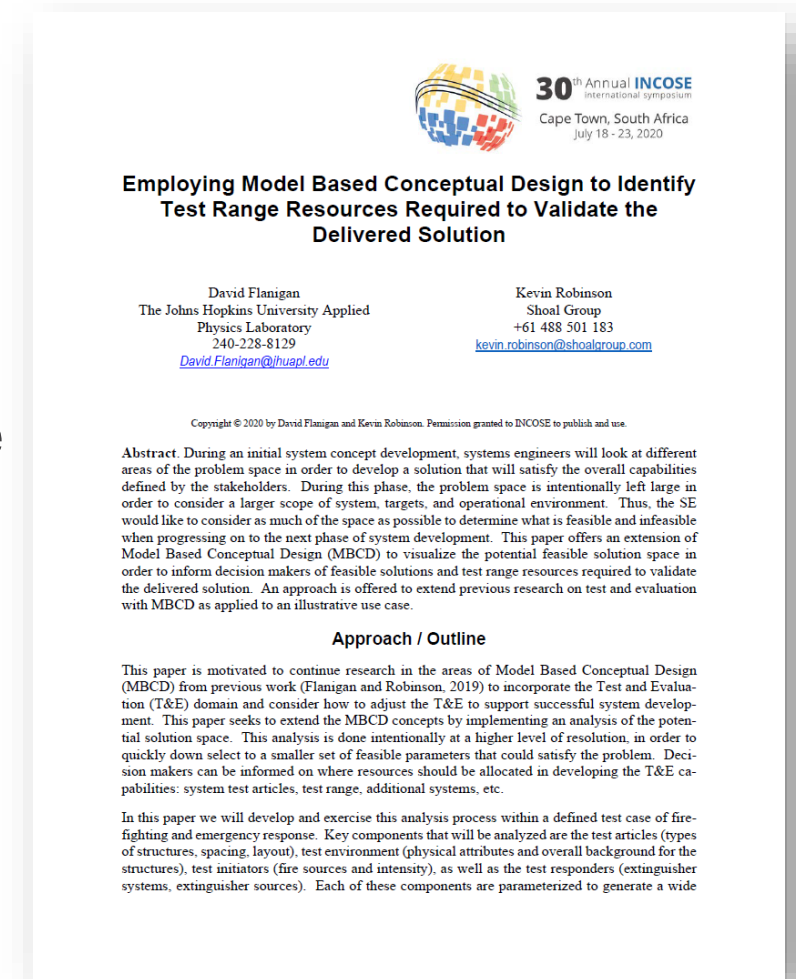 30th Annual INCOSE
international symposium
Cape Town, South Africa
July 18 - 23, 2020
Employing Model Based Conceptual Design to Identify
Test Range Resources Required to Validate the
Delivered Solution
David Flanigan
The Johns Hopkins University Applied
Physics Laboratory
240-228-8129
David.Flanigan@jhuapl.edu
Kevin Robinson
Shoal Group
+61 488 501 183
kevin.robinson@shoalgroup.com
Copyright © 2020 by David Flanigan and Kevin Robinson. Permission granted to INCOSE to publish and use.
e
Abstract. During an initial system concept development, systems engineers will look at different
areas of the problem space in order to develop a solution that will satisfy the overall capabilities
defined by the stakeholders. During this phase, the problem space is intentionally left large in
order to consider a larger scope of system, targets, and operational environment. Thus, the SE
would like to consider as much of the space as possible to determine what is feasible and infeasible
when progressing on to the next phase of system development. This paper offers an extension of
Model Based Conceptual Design (MBCD) to visualize the potential feasible solution space in
order to inform decision makers of feasible solutions and test range resources required to validate
the delivered solution. An approach is offered to extend previous research on test and evaluation
with MBCD as applied to an illustrative use case.
Approach / Outline
This paper is motivated to continue research in the areas of Model Based Conceptual Design
(MBCD) from previous work (Flanigan and Robinson, 2019) to incorporate the Test and Evalua-
tion (T&E) domain and consider how to adjust the T&E to support successful system develop-
ment. This paper seeks to extend the MBCD concepts by implementing an analysis of the poten-
tial solution space. This analysis is done intentionally at a higher level of resolution, in order to
quickly down select to a smaller set of feasible parameters that could satisfy the problem. Deci-
sion makers can be informed on where resources should be allocated in developing the T&E ca-
pabilities: system test articles, test range, additional systems, etc.
In this paper we will develop and exercise this analysis process within a defined test case of fire-
fighting and emergency response. Key components that will be analyzed are the test articles (types
of structures, spacing, layout), test environment (physical attributes and overall background for the
structures), test initiators (fire sources and intensity), as well as the test responders (extinguisher
systems, extinguisher sources). Each of these components are parameterized to generate a wide